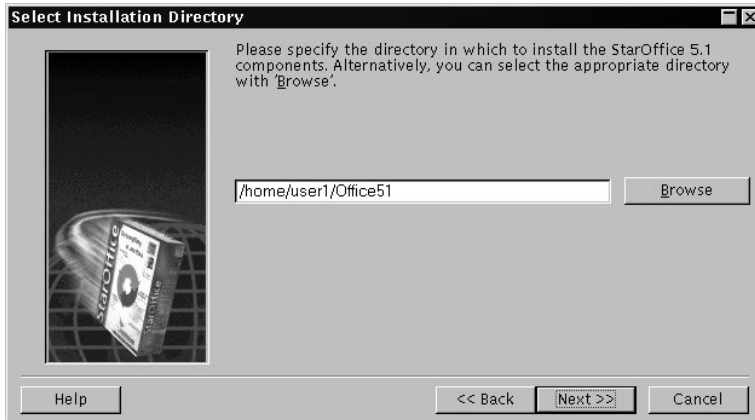 Select Installation Directory
Please specify the directory in which to install the StarOffice 5.1
components. Alternatively, you can select the appropriate directory
with 'Browse'.
/home/user1/Office51
Browse
StarOffice
StarOffice
Help
<< Back
Next >>
Cancel